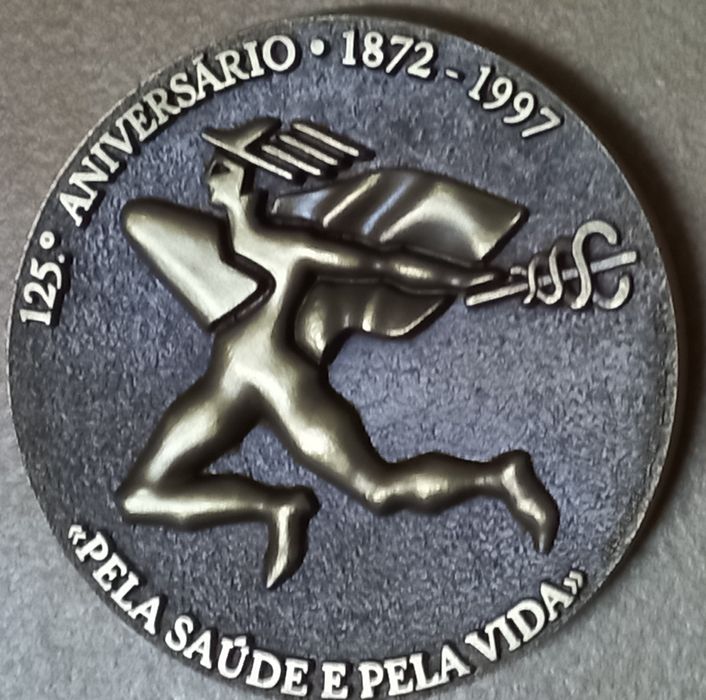 125.º ANIVERSÁRIO • 1872 - 1997
«PELA SAÚDE E PELA VIDA»